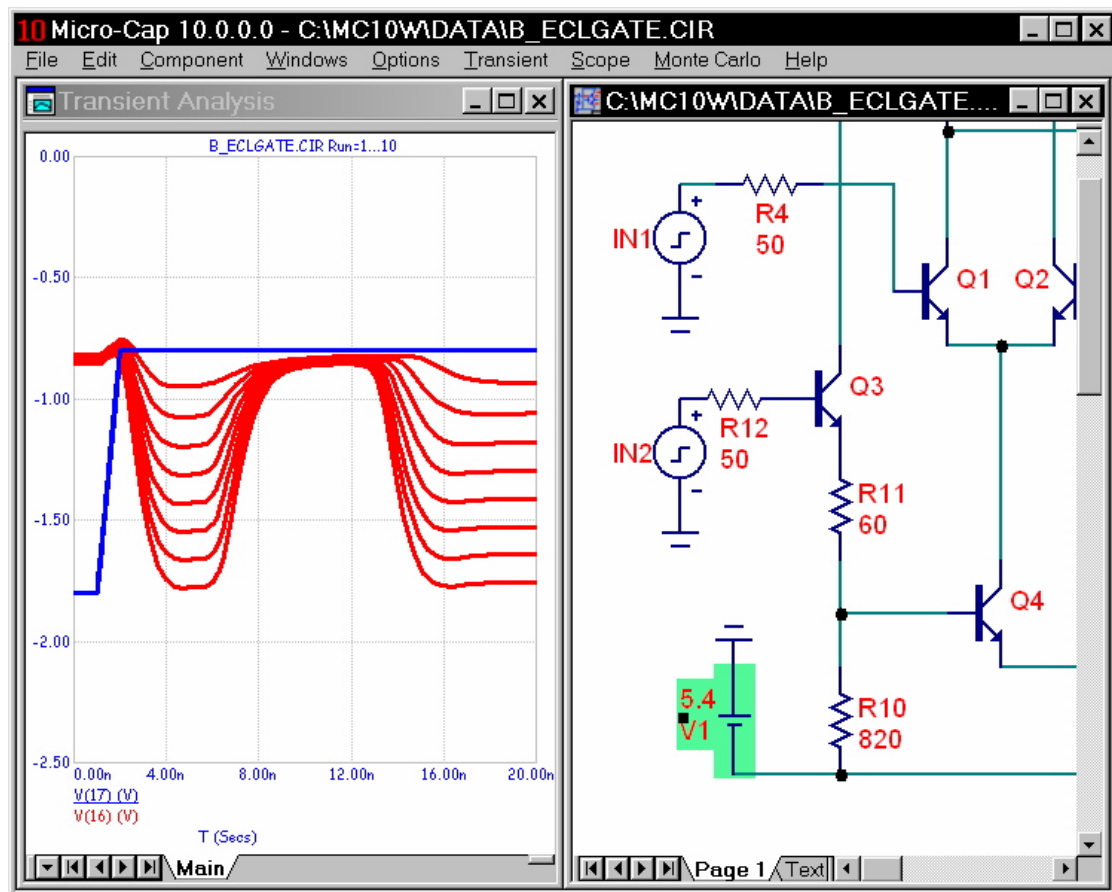 10 Micro-Cap 10.0.0.0 - C:\MC10W\DATA\B_ECLGATE.CIR
File Edit Component Windows Options Transient Scope Monte Carlo Help
Transient Analysis
B_ECLGATE.CIR Run=1...10
0.00
-0.50
-1.00
-1.50
-2.00
-2.50
0.00n 4.00n 8.00n 12.00n 16.00n 20.00n
V(17) (V)
V(16) (V)
T (Secs)
Main
C:\MC10W\DATA\B_ECLGATE....
R4
50
IN1
+
-
Q1 Q2
Q3
R12
50
IN2
+
-
R11
60
Q4
5.4
V1
R10
820
Page 1 Text